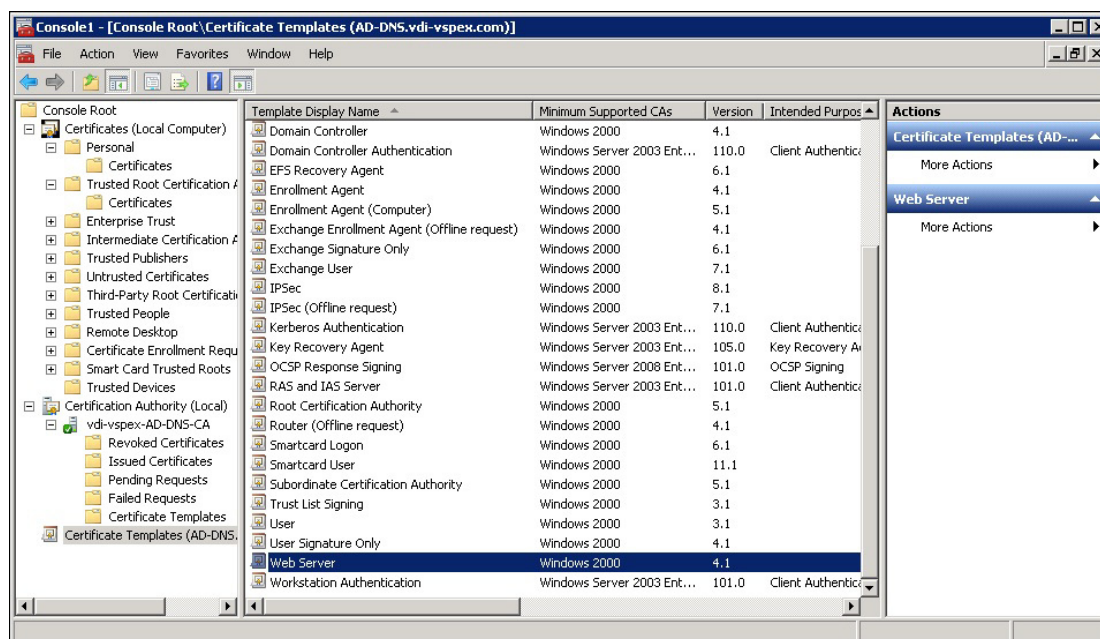 Console1 - [Console Root\Certificate Templates (AD-DNS.vdi-vspex.com)]
File Action View Favorites Window Help
Console Root
Certificates (Local Computer)
Personal
Certificates
Trusted Root Certification A
Certificates
Enterprise Trust
Intermediate Certification A
Trusted Publishers
Untrusted Certificates
Third-Party Root Certificati
Trusted People
Remote Desktop
Certificate Enrollment Requ
Smart Card Trusted Roots
Trusted Devices
Certification Authority (Local)
vdi-vspex-AD-DNS-CA
Revoked Certificates
Issued Certificates
Pending Requests
Failed Requests
Certificate Templates
Certificate Templates (AD-DNS.
Template Display Name Minimum Supported CAs Version Intended Purpos
Domain Controller Windows 2000 4.1
Domain Controller Authentication Windows Server 2003 Ent... 110.0 Client Authentica
EFS Recovery Agent Windows 2000 6.1
Enrollment Agent Windows 2000 4.1
Enrollment Agent (Computer) Windows 2000 5.1
Exchange Enrollment Agent (Offline request) Windows 2000 4.1
Exchange Signature Only Windows 2000 6.1
Exchange User Windows 2000 7.1
IPSec Windows 2000 8.1
IPSec (Offline request) Windows 2000 7.1
Kerberos Authentication Windows Server 2003 Ent... 110.0 Client Authentica
Key Recovery Agent Windows Server 2003 Ent... 105.0 Key Recovery A
OCSP Response Signing Windows Server 2008 Ent... 101.0 OCSP Signing
RAS and IAS Server Windows Server 2003 Ent... 101.0 Client Authentica
Root Certification Authority Windows 2000 5.1
Router (Offline request) Windows 2000 4.1
Smartcard Logon Windows 2000 6.1
Smartcard User Windows 2000 11.1
Subordinate Certification Authority Windows 2000 5.1
Trust List Signing Windows 2000 3.1
User Windows 2000 3.1
User Signature Only Windows 2000 4.1
Web Server Windows 2000 4.1
Workstation Authentication Windows Server 2003 Ent... 101.0 Client Authentica
Actions
Certificate Templates (AD-...
More Actions
Web Server
More Actions